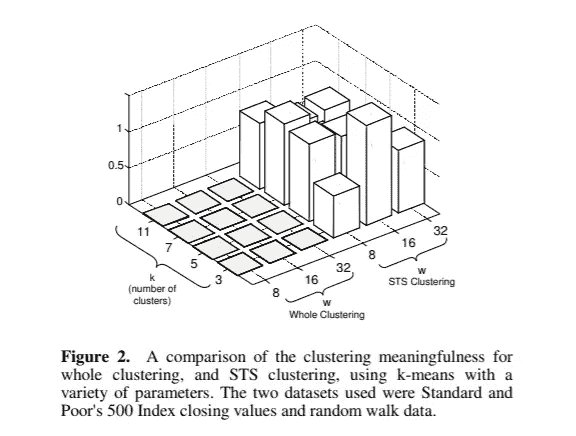 1
0.5
0
11
7
5
3
k
(number of
clusters)
8
16
32
w
Whole Clustering
8
16
32
w
STS Clustering
Figure 2. A comparison of the clustering meaningfulness for
whole clustering, and STS clustering, using k-means with a
variety of parameters. The two datasets used were Standard and
Poor's 500 Index closing values and random walk data.